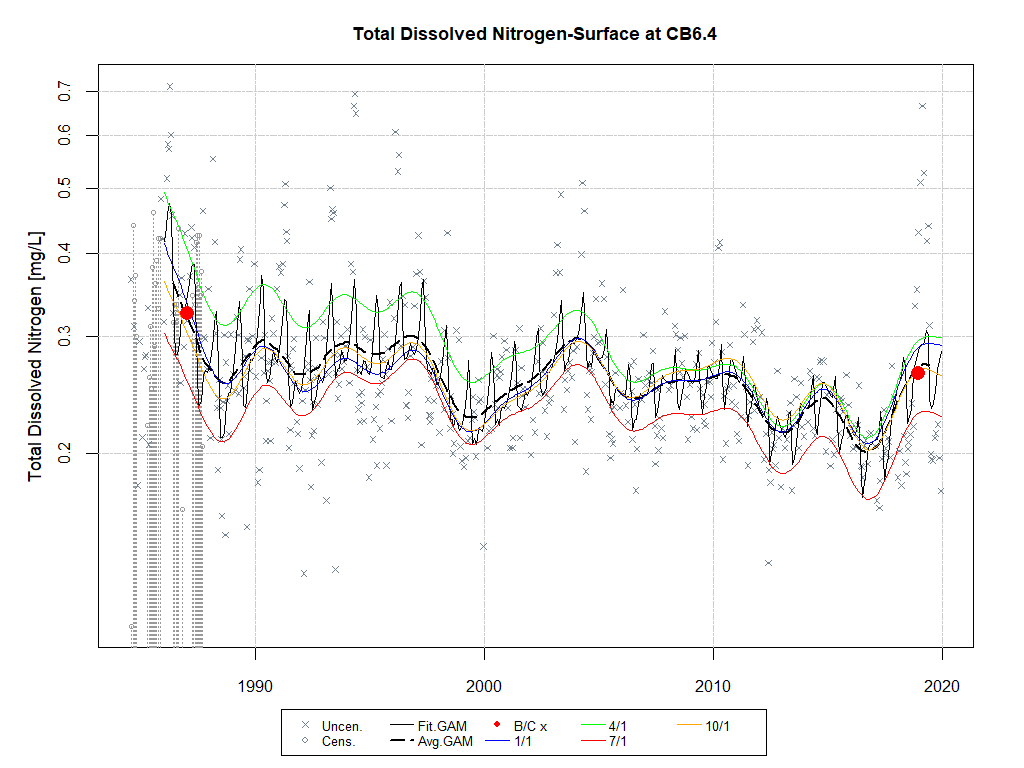 Total Dissolved Nitrogen-Surface at CB6.4
Total Dissolved Nitrogen [mg/L]
0.7
0.6
0.5
0.4
0.3
0.2
1990 2000 2010 2020
Uncen. Fit.GAM B/C x 4/1 10/1
Cens. Avg.GAM 1/1 7/1